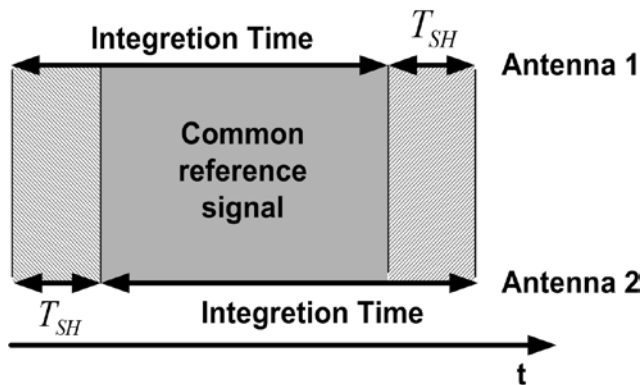 Integretion Time
T_SH
Antenna 1
Common
reference
signal
Antenna 2
T_SH
Integretion Time
t